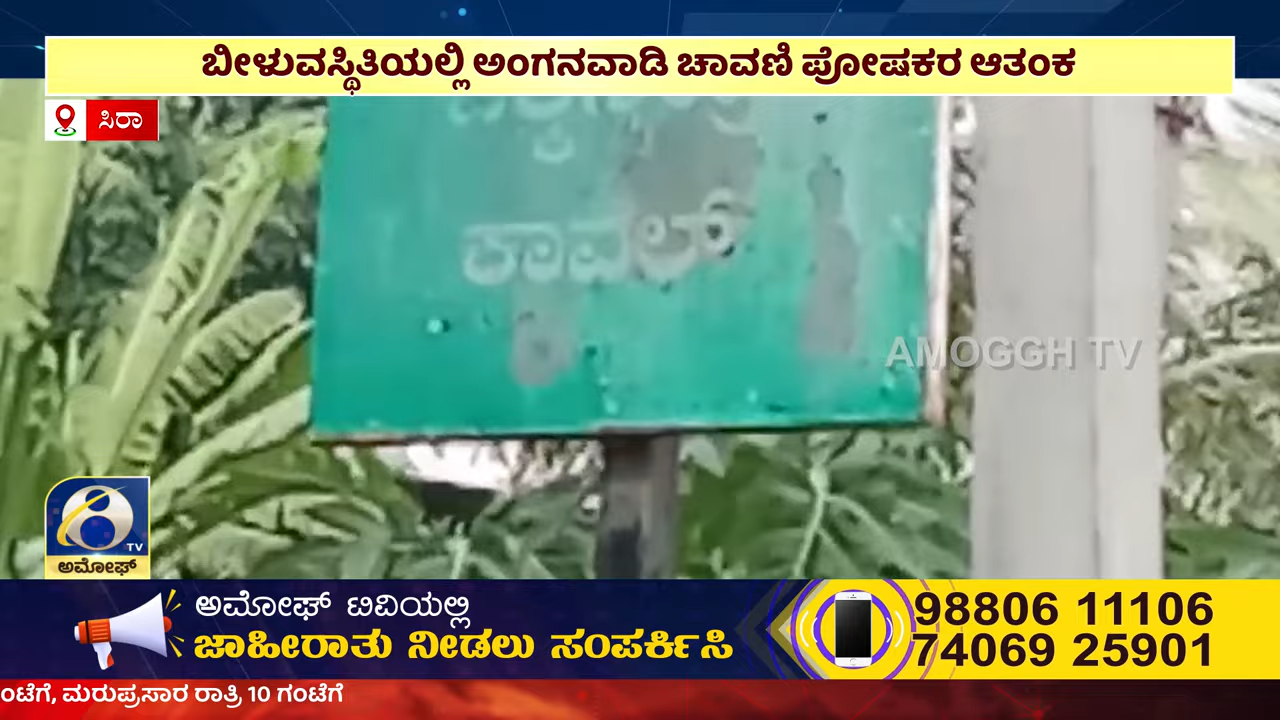 ಬೀಳುವಸ್ಥಿತಿಯಲ್ಲಿ ಅಂಗನವಾಡಿ ಚಾವಣಿ ಪೋಷಕರ ಆತಂಕ
ಸಿರಾ
ಕಾವಲ್
AMOGGH TV
TV
ಅಮೋಘ್
ಅಮೋಘ್ ಟಿವಿಯಲ್ಲಿ
ಜಾಹೀರಾತು ನೀಡಲು ಸಂಪರ್ಕಿಸಿ
98806 11106
74069 25901
ಂಟೆಗೆ, ಮರುಪ್ರಸಾರ ರಾತ್ರಿ 10 ಗಂಟೆಗೆ